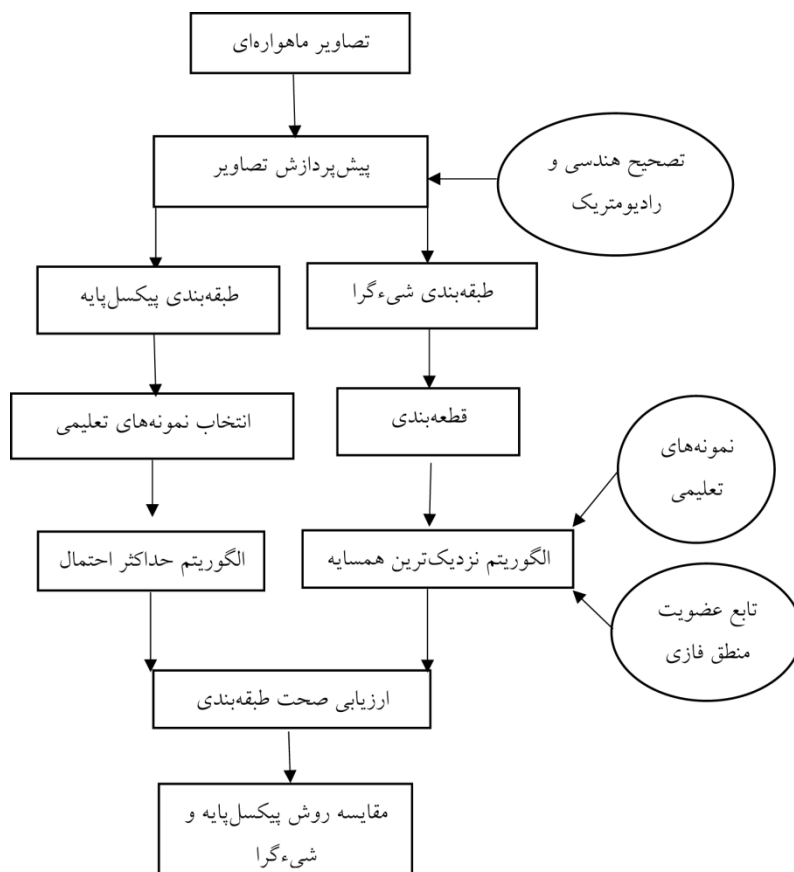 تصاویر ماهواره‌ای
پیش‌پردازش تصاویر
تصحیح هندسی و
رادیومتریک
طبقه‌بندی پیکسل‌پایه
طبقه‌بندی شیءگرا
انتخاب نمونه‌های تعلیمی
قطعه‌بندی
نمونه‌های
تعلیمی
الگوریتم حداکثر احتمال
الگوریتم نزدیک‌ترین همسایه
تابع عضویت
منطق فازی
ارزیابی صحت طبقه‌بندی
مقایسه روش پیکسل‌پایه و
شیءگرا